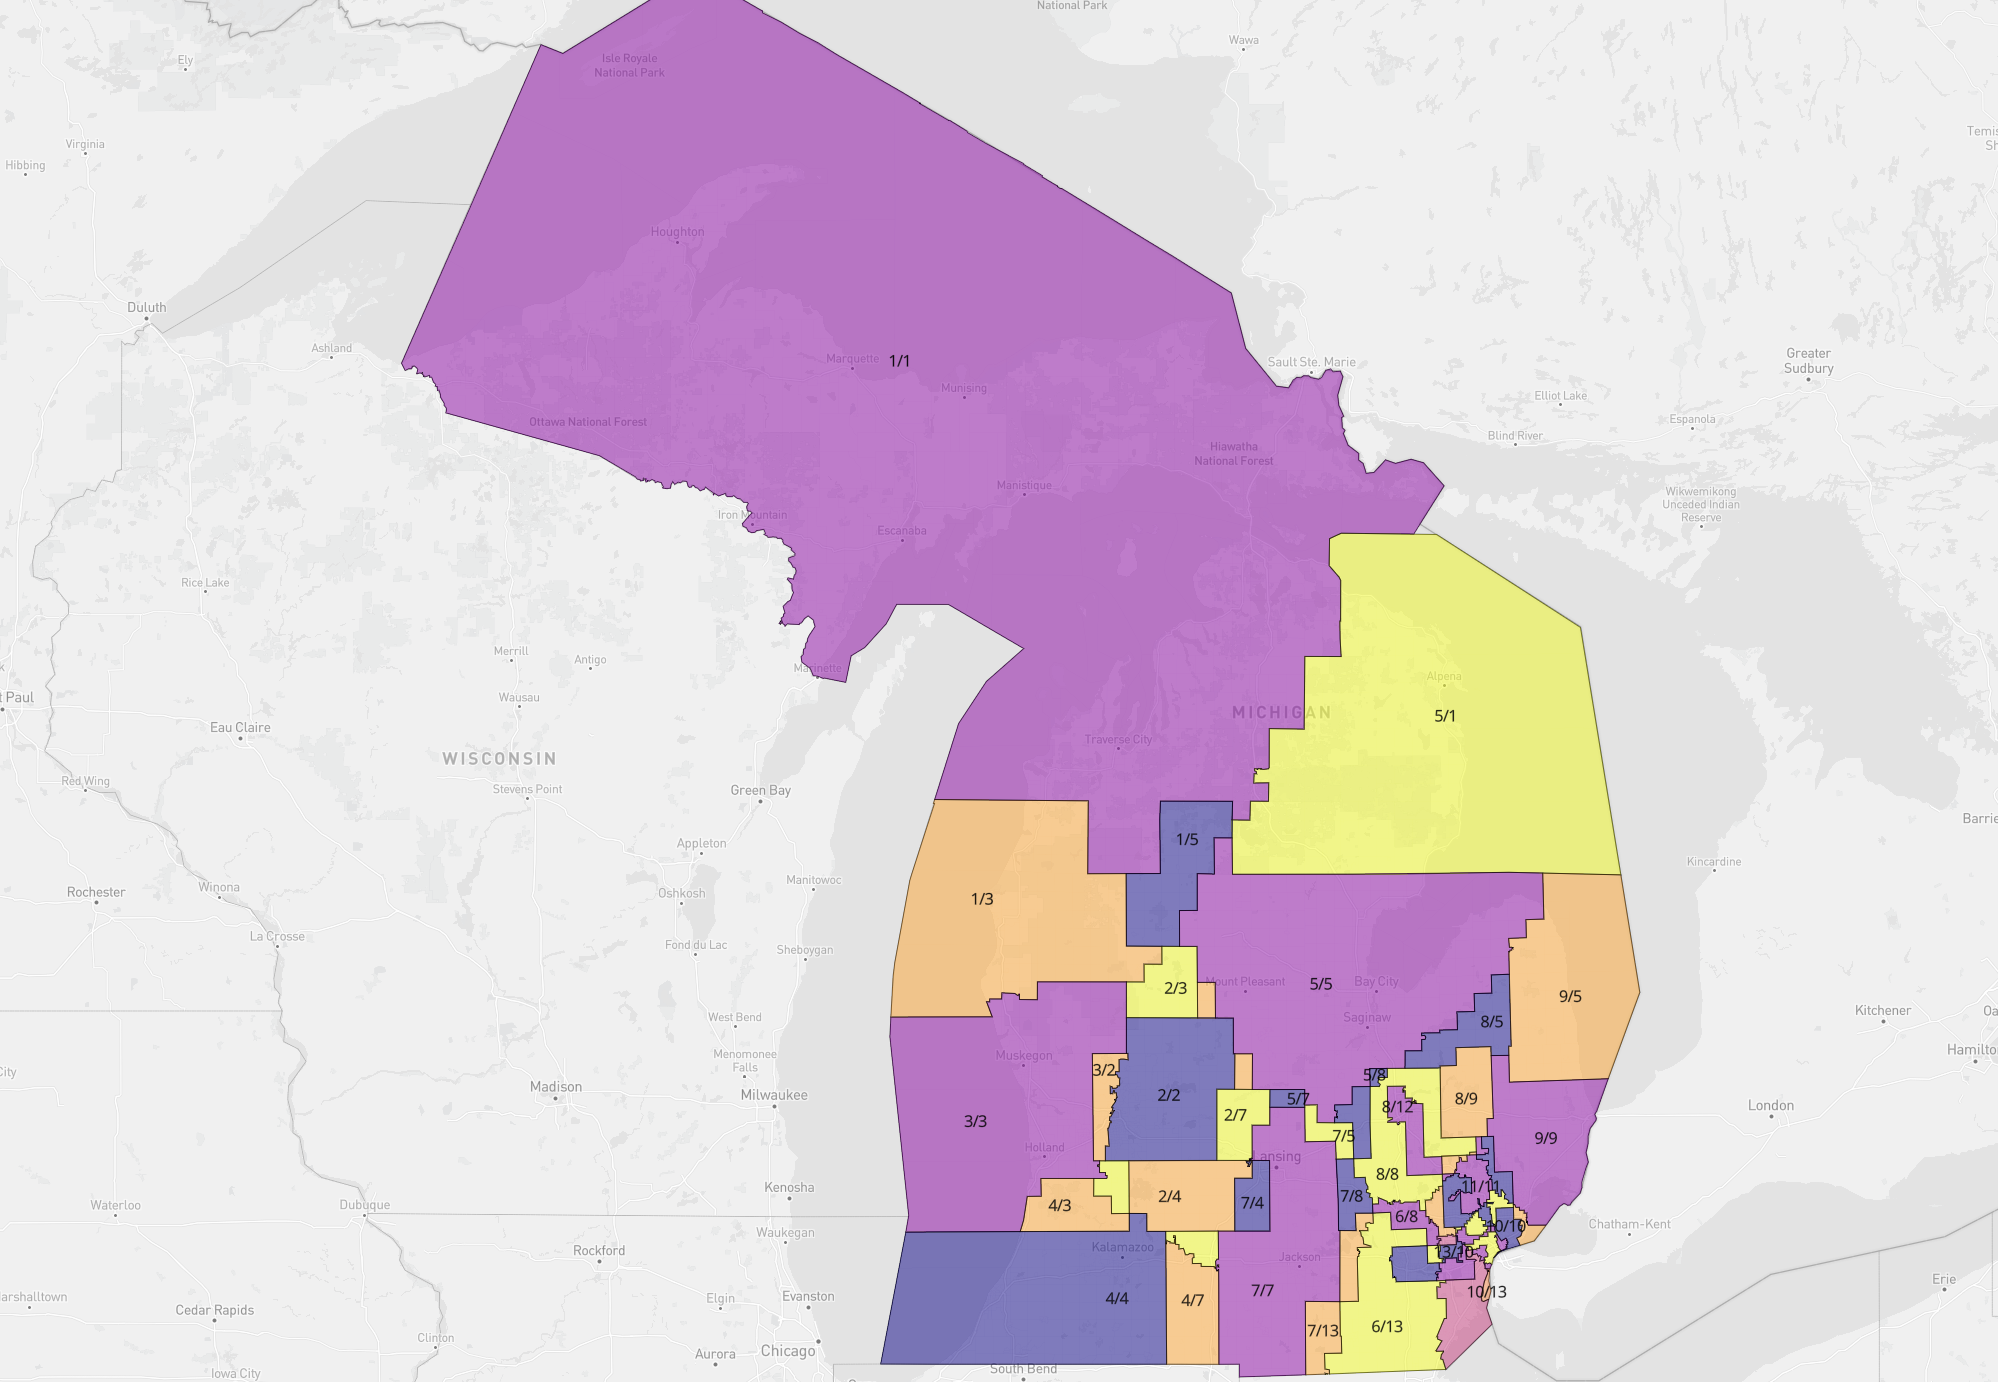 National Park
Wawa
Ely
Isle Royale
National Park
Virginia
Hibbing
Houghton
Duluth
Ashland
Marquette
1/1
Munising
Sault Ste. Marie
Greater
Sudbury
Elliot Lake
Espanola
Blind River
Ottawa National Forest
Hiawatha
National Forest
Manistique
Wikwemikong
Unceded Indian
Reserve
Iron Mountain
Escanaba
Rice Lake
Merrill
Antigo
Marinette
Alpena
t Paul
Wausau
MICHIGAN
5/1
Eau Claire
WISCONSIN
Traverse City
Red Wing
Stevens Point
Green Bay
Barrie
1/5
Appleton
Kincardine
Rochester
Winona
Oshkosh
Manitowoc
1/3
La Crosse
Fond du Lac
Sheboygan
2/3
Mount Pleasant
5/5
Bay City
9/5
West Bend
Saginaw
8/5
Kitchener
Oa
Muskegon
Menomonee
Falls
Hamilton
City
Madison
Milwaukee
3/2
2/2
5/7
5/8
8/12
8/9
London
3/3
2/7
7/5
9/9
Holland
Lansing
8/8
Waterloo
Dubuque
Kenosha
4/3
2/4
7/4
7/8
11/11
6/8
Waukegan
10/10
Chatham-Kent
Rockford
Kalamazoo
Jackson
13/10
Marshalltown
Cedar Rapids
Elgin
Evanston
4/4
4/7
7/7
10/13
Erie
Clinton
Aurora
Chicago
7/13
6/13
Iowa City
South Bend